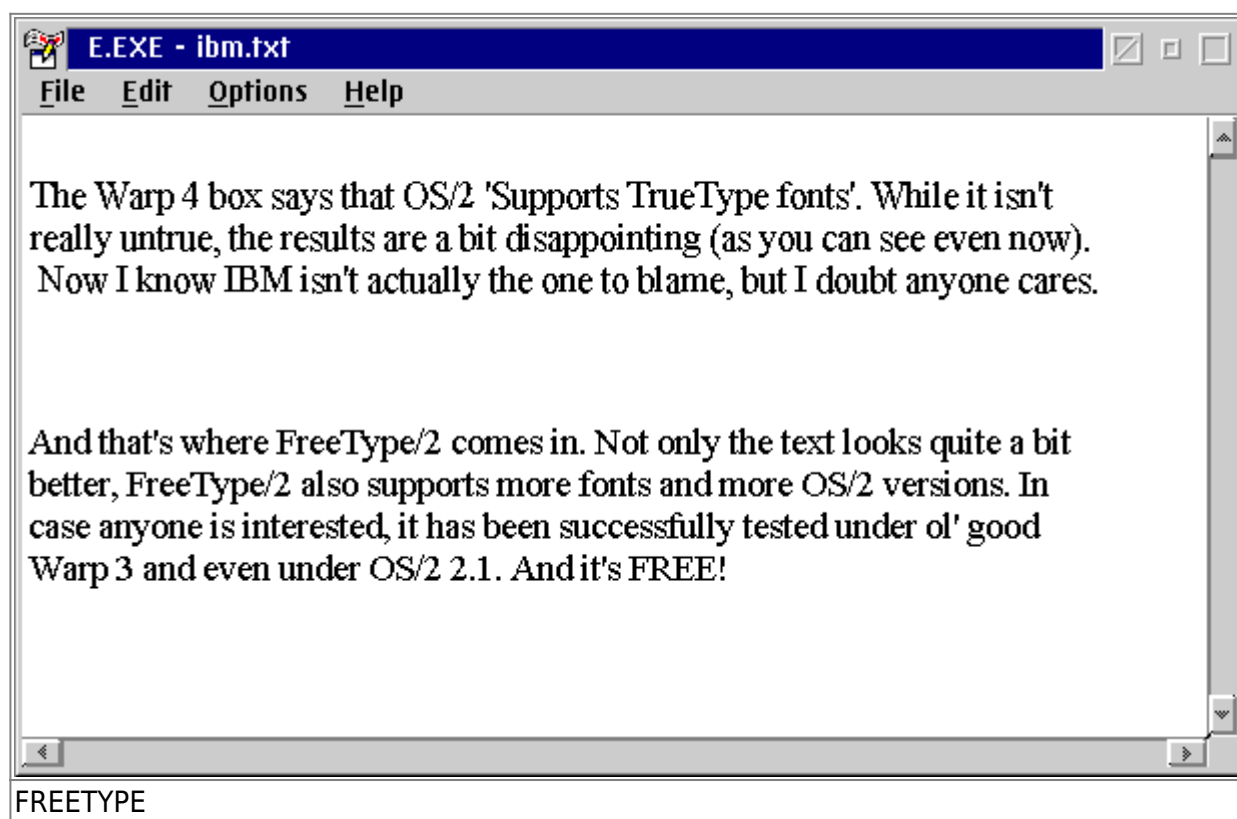 E.EXE - ibm.txt
File Edit Options Help
The Warp 4 box says that OS/2 'Supports TrueType fonts'. While it isn't
really untrue, the results are a bit disappointing (as you can see even now).
Now I know IBM isn't actually the one to blame, but I doubt anyone cares.
And that's where FreeType/2 comes in. Not only the text looks quite a bit
better, FreeType/2 also supports more fonts and more OS/2 versions. In
case anyone is interested, it has been successfully tested under ol' good
Warp 3 and even under OS/2 2.1. And it's FREE!
FREETYPE